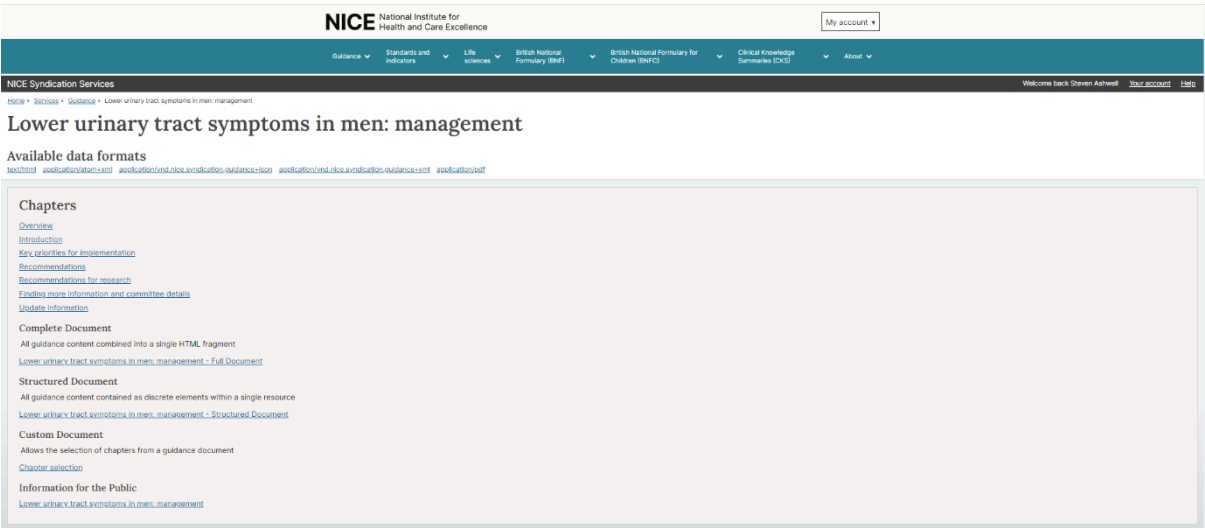 NICE National Institute for
Health and Care Excellence
My account
Guidance
Standards and
indicators
Life
sciences
British National
Formulary (BNF)
British National Formulary for
Children (BNFC)
Clinical Knowledge
Summaries (CKS)
About
NICE Syndication Services
Welcome back Steven Ashwell Your account Help
Home Services Guidance Lower urinary tract symptoms in men: management
Lower urinary tract symptoms in men: management
Available data formats
text/html application/atom+xml application/vnd.nice.syndication.guidance+json application/vnd.nice.syndication.guidance+xml application/pdf
Chapters
Overview
Introduction
Key priorities for implementation
Recommendations
Recommendations for research
Finding more information and committee details
Update information
Complete Document
All guidance content combined into a single HTML fragment
Lower urinary tract symptoms in men: management - Full Document
Structured Document
All guidance content contained as discrete elements within a single resource
Lower urinary tract symptoms in men: management - Structured Document
Custom Document
Allows the selection of chapters from a guidance document
Chapter selection
Information for the Public
Lower urinary tract symptoms in men: management